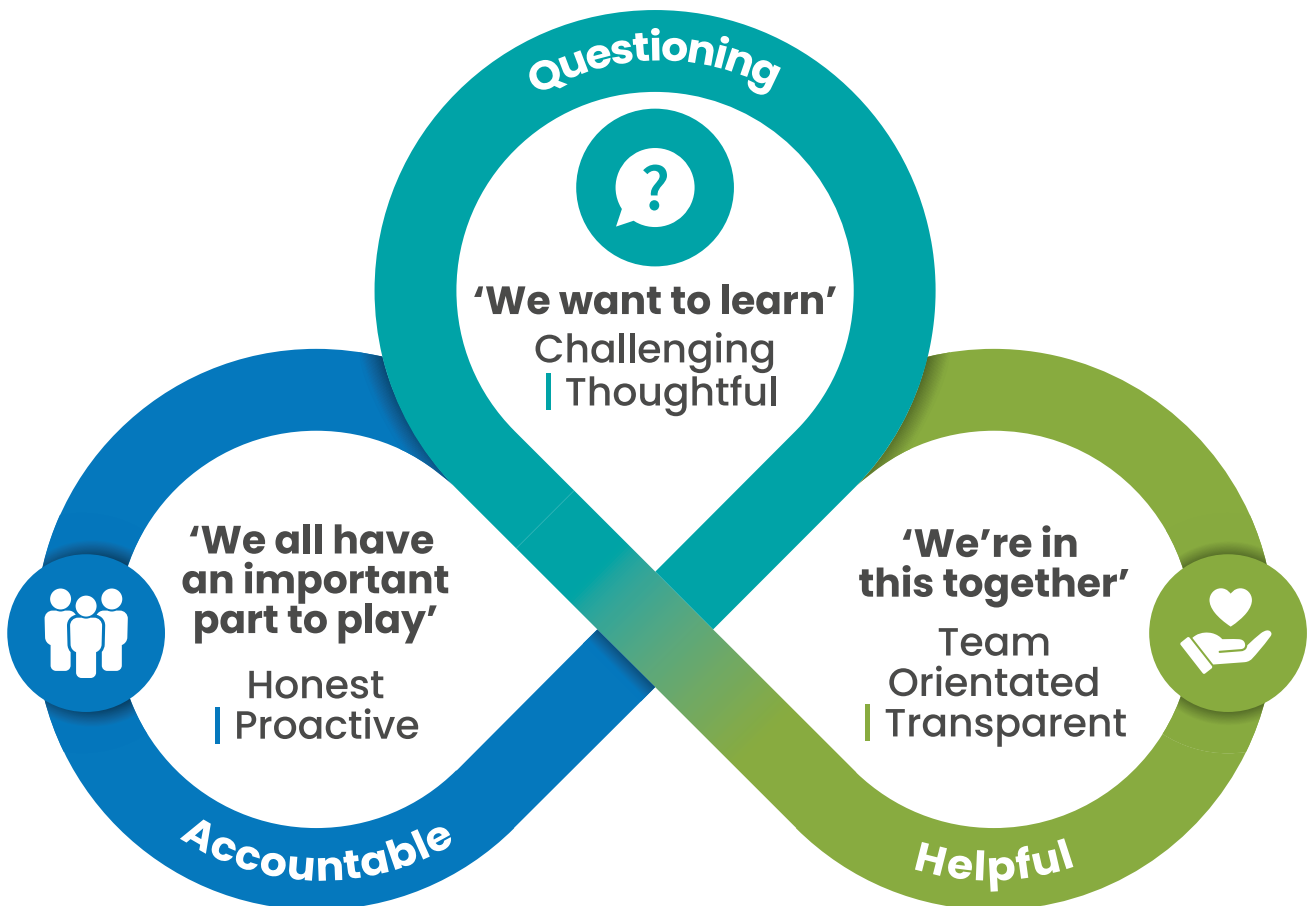 Questioning
?
‘We want to learn’
Challenging
| Thoughtful
‘We all have
an important
part to play’
Honest
| Proactive
Accountable
‘We’re in
this together’
Team
Orientated
| Transparent
Helpful